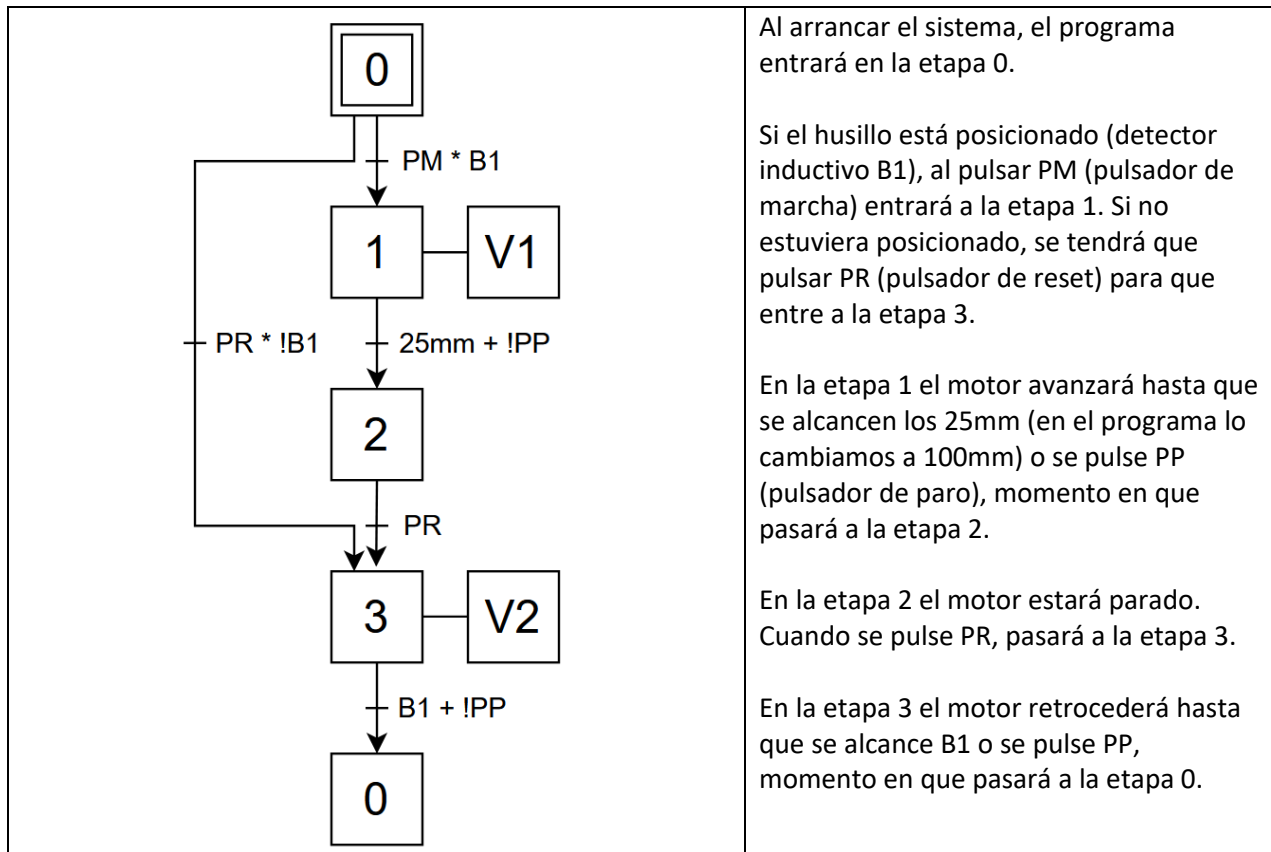 0
PM * B1
1
V1
PR * !B1
25mm + !PP
2
PR
3
V2
B1 + !PP
0
Al arrancar el sistema, el programa
entrará en la etapa 0.
Si el husillo está posicionado (detector
inductivo B1), al pulsar PM (pulsador de
marcha) entrará a la etapa 1. Si no
estuviera posicionado, se tendrá que
pulsar PR (pulsador de reset) para que
entre a la etapa 3.
En la etapa 1 el motor avanzará hasta que
se alcancen los 25mm (en el programa lo
cambiamos a 100mm) o se pulse PP
(pulsador de paro), momento en que
pasará a la etapa 2.
En la etapa 2 el motor estará parado.
Cuando se pulse PR, pasará a la etapa 3.
En la etapa 3 el motor retrocederá hasta
que se alcance B1 o se pulse PP,
momento en que pasará a la etapa 0.